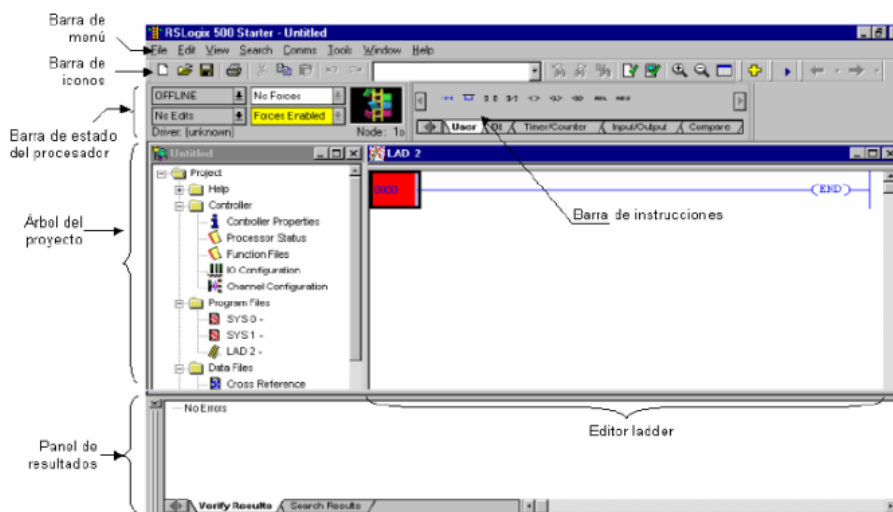 Barra de
menú
RSLogix 500 Starter - Untitled
File Edit View Search Comms Tools Window Help
Barra de
iconos
OFFLINE No Forces
No Edits Forces Enabled
Driver: (unknown) Node: 1o
User Bit Timer/Counter Input/Output Compare
Barra de estado
del procesador
Untitled
LAD 2
Project
Help
Controller
Controller Properties
Processor Status
Function Files
IO Configuration
Channel Configuration
Program Files
SYS 0 -
SYS 1 -
LAD 2 -
Data Files
Cross Reference
0000
END
Barra de instrucciones
Árbol del
proyecto
No Errors
Editor ladder
Panel de
resultados
Verify Results Search Results